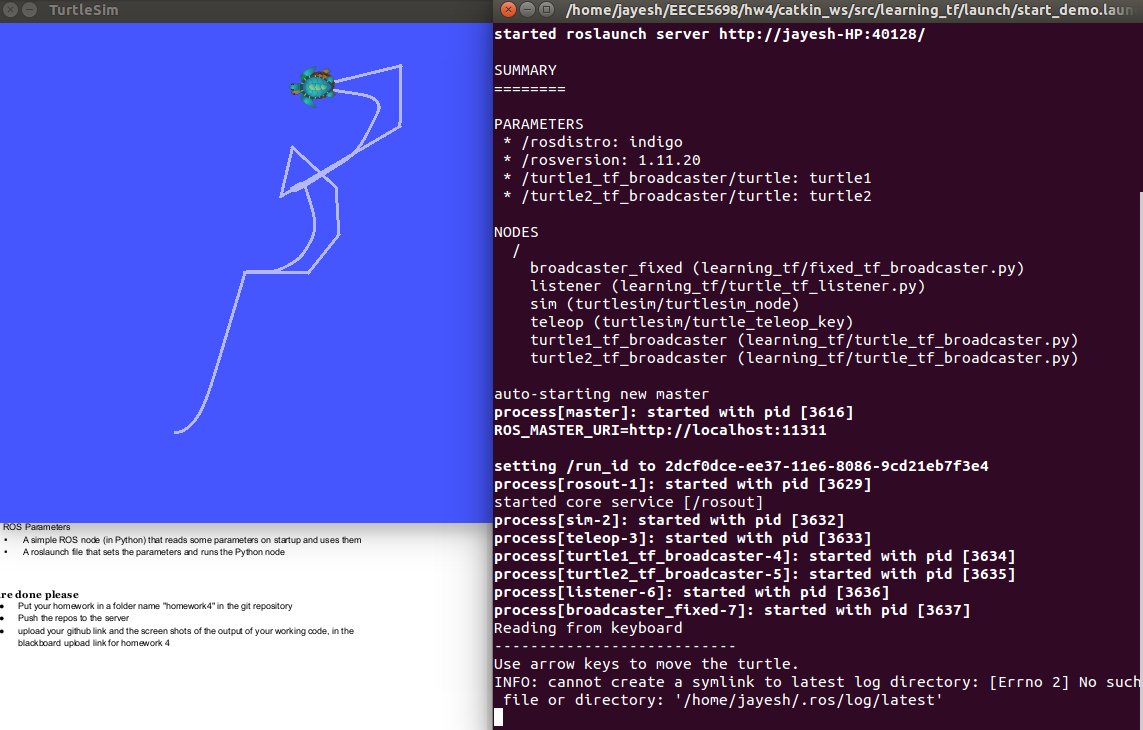 TurtleSim
ROS Parameters
• A simple ROS node (in Python) that reads some parameters on startup and uses them
• A roslaunch file that sets the parameters and runs the Python node
re done please
• Put your homework in a folder name "homework4" in the git repository
• Push the repos to the server
• upload your github link and the screen shots of the output of your working code, in the
blackboard upload link for homework 4
/home/jayesh/EECE5698/hw4/catkin_ws/src/learning_tf/launch/start_demo.laun
started roslaunch server http://jayesh-HP:40128/
SUMMARY
========
PARAMETERS
* /rosdistro: indigo
* /rosversion: 1.11.20
* /turtle1_tf_broadcaster/turtle: turtle1
* /turtle2_tf_broadcaster/turtle: turtle2
NODES
/
broadcaster_fixed (learning_tf/fixed_tf_broadcaster.py)
listener (learning_tf/turtle_tf_listener.py)
sim (turtlesim/turtlesim_node)
teleop (turtlesim/turtle_teleop_key)
turtle1_tf_broadcaster (learning_tf/turtle_tf_broadcaster.py)
turtle2_tf_broadcaster (learning_tf/turtle_tf_broadcaster.py)
auto-starting new master
process[master]: started with pid [3616]
ROS_MASTER_URI=http://localhost:11311
setting /run_id to 2dcf0dce-ee37-11e6-8086-9cd21eb7f3e4
process[rosout-1]: started with pid [3629]
started core service [/rosout]
process[sim-2]: started with pid [3632]
process[teleop-3]: started with pid [3633]
process[turtle1_tf_broadcaster-4]: started with pid [3634]
process[turtle2_tf_broadcaster-5]: started with pid [3635]
process[listener-6]: started with pid [3636]
process[broadcaster_fixed-7]: started with pid [3637]
Reading from keyboard
---------------------------
Use arrow keys to move the turtle.
INFO: cannot create a symlink to latest log directory: [Errno 2] No such
file or directory: '/home/jayesh/.ros/log/latest'